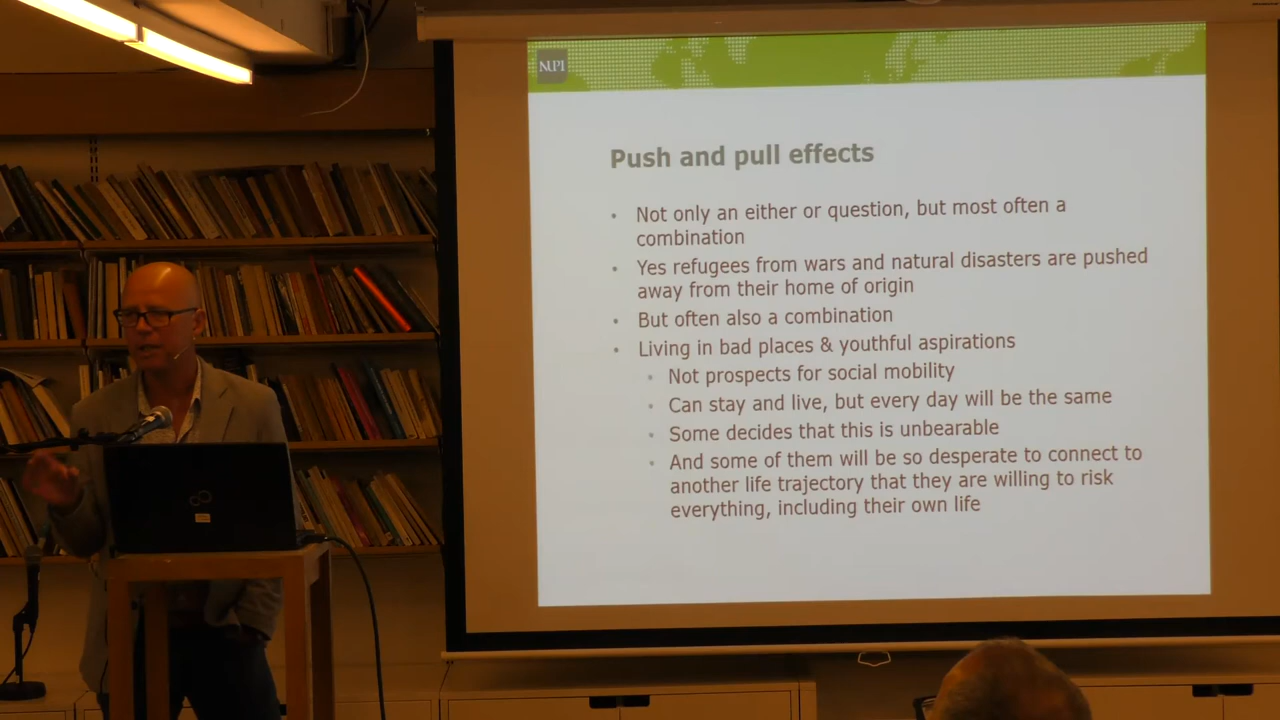 NUPI
Push and pull effects
Not only an either or question, but most often a
combination
Yes refugees from wars and natural disasters are pushed
away from their home of origin
But often also a combination
Living in bad places & youthful aspirations
Not prospects for social mobility
Can stay and live, but every day will be the same
Some decides that this is unbearable
And some of them will be so desperate to connect to
another life trajectory that they are willing to risk
everything, including their own life